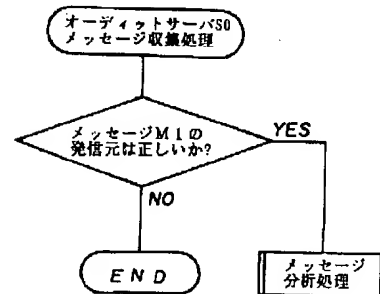 オーディットサーバS0
メッセージ収集処理
メッセージM1の
発信元は正しいか?
YES
NO
END
メッセージ
分析処理